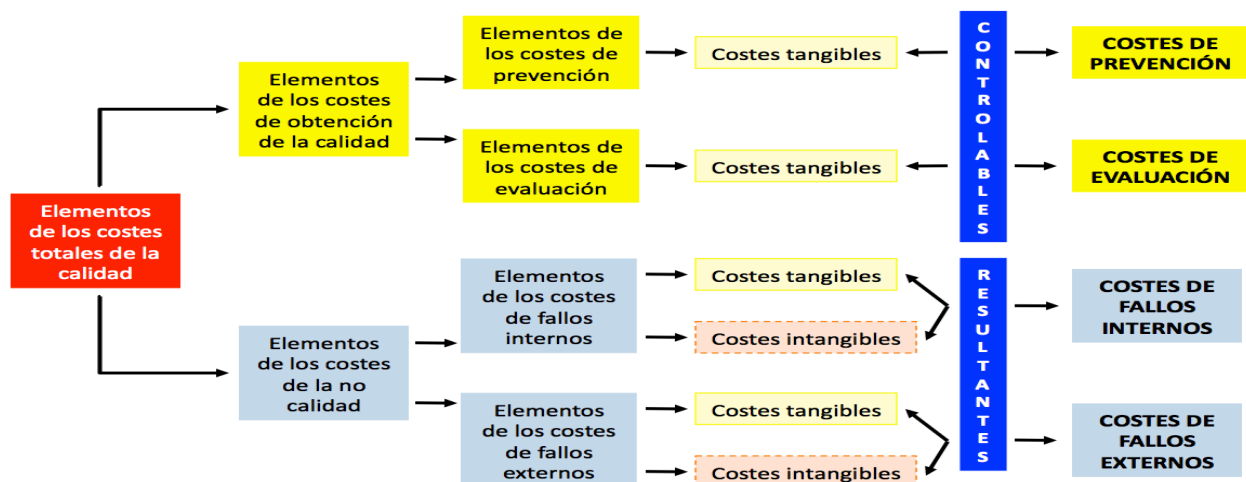 Elementos
de los costes
totales de la
calidad
Elementos
de los costes
de obtención
de la calidad
Elementos de
los costes de
prevención
Costes tangibles
Elementos de
los costes de
evaluación
Costes tangibles
CONTROLABLES
COSTES DE
PREVENCIÓN
COSTES DE
EVALUACIÓN
Elementos
de los costes
de la no
calidad
Elementos
de los costes
de fallos
internos
Costes tangibles
Costes intangibles
Elementos
de los costes
de fallos
externos
Costes tangibles
Costes intangibles
RESULTANTES
COSTES DE
FALLOS
INTERNOS
COSTES DE
FALLOS
EXTERNOS